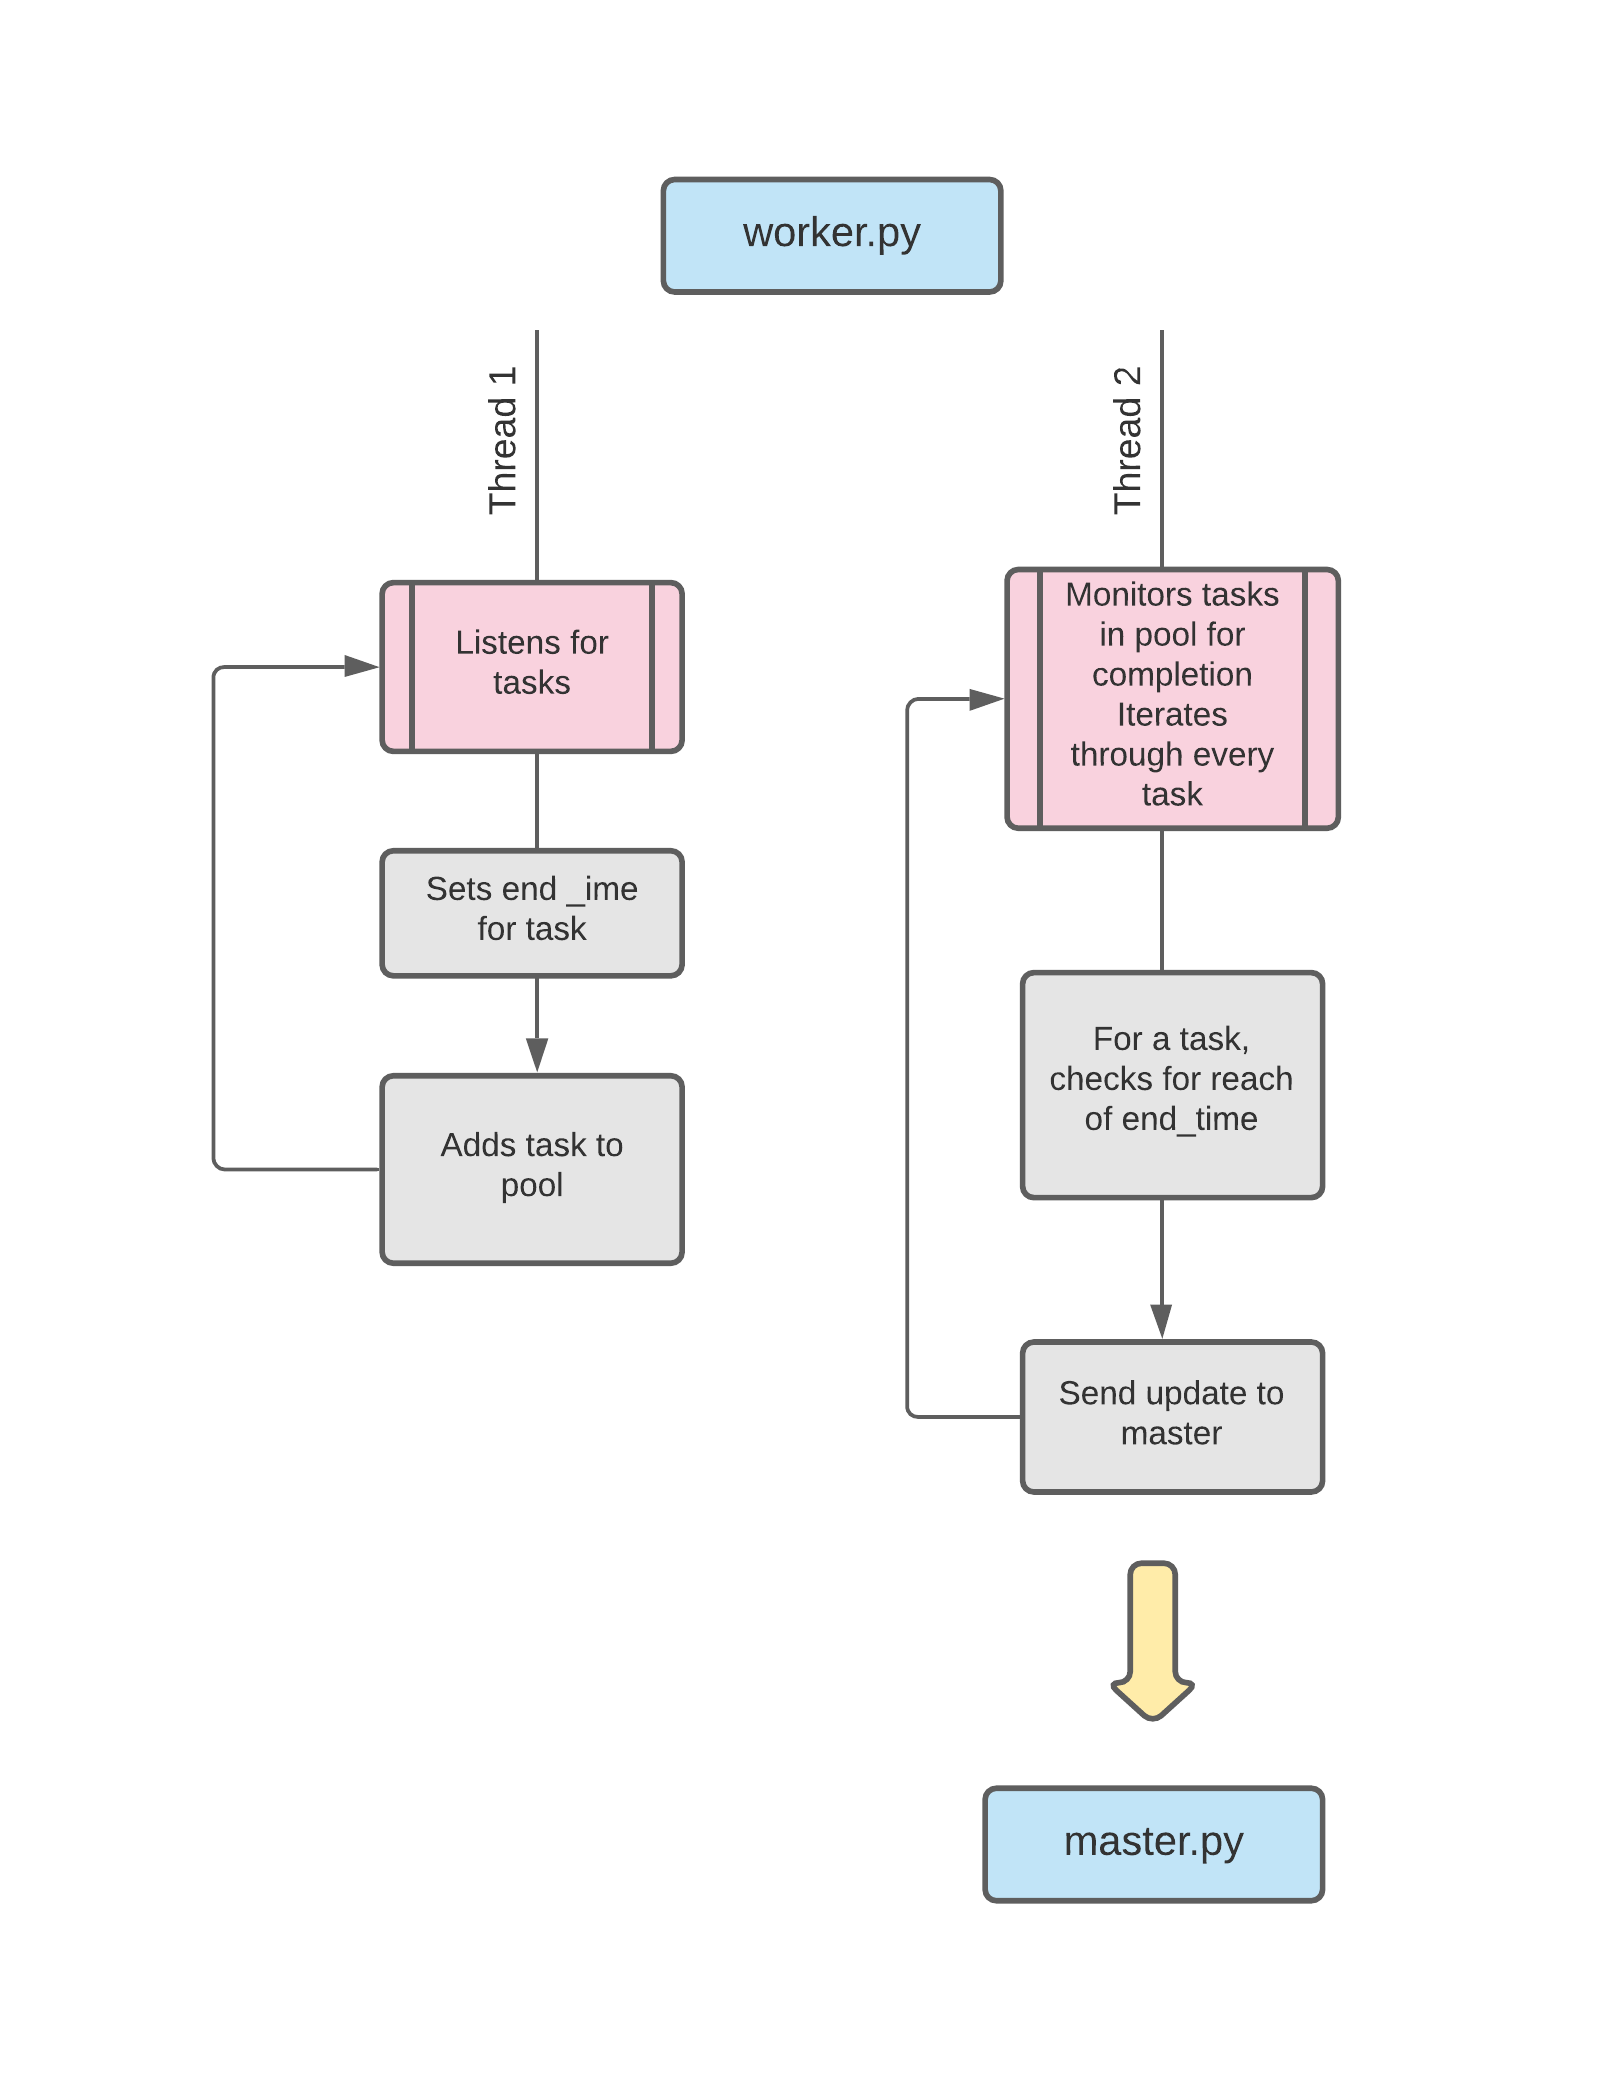 worker.py
Thread 1
Listens for
tasks
Sets end _ime
for task
Adds task to
pool
Thread 2
Monitors tasks
in pool for
completion
Iterates
through every
task
For a task,
checks for reach
of end_time
Send update to
master
master.py